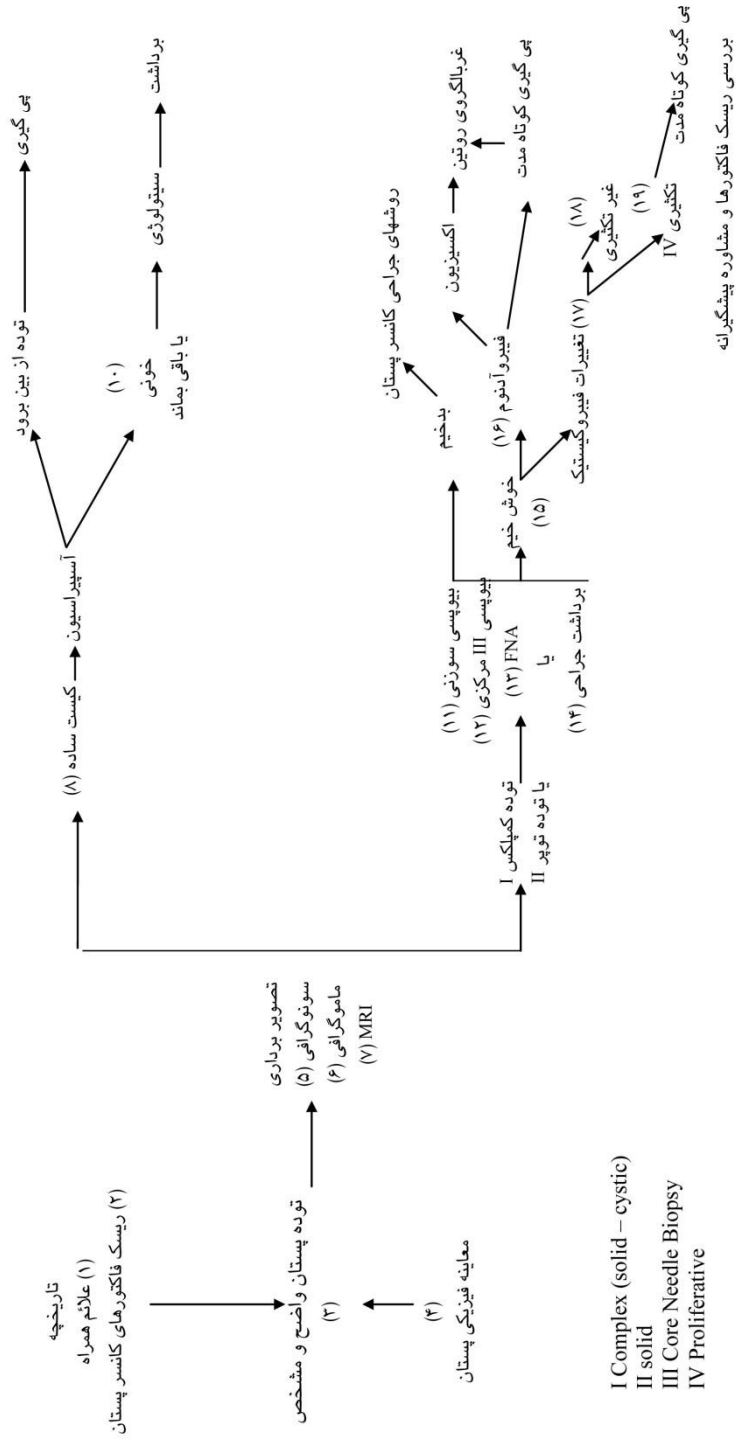 تاریخچه
(۱) علائم همراه
(۲) ریسک فاکتورهای کانسر پستان
توده پستان واضح و مشخص
(۳)
(۴)
معاینه فیزیکی پستان
تصویر برداری
سونوگرافی (۵)
ماموگرافی (۶)
(۷) MRI
کیست ساده (۸)
آسپیراسیون
توده از بین برود
پی گیری
(۱۰)
خونی
یا باقی بماند
سیتولوژی
برداشت
توده کمپلکس I
یا توده توپر II
بیوپسی سوزنی (۱۱)
بیوپسی III مرکزی (۱۲)
(۱۳) FNA
یا
برداشت جراحی (۱۴)
بدخیم
روشهای جراحی کانسر پستان
خوش خیم
(۱۵)
فیبروآدنوم (۱۶)
اکسیزیون
غربالگروی روتین
پی گیری کوتاه مدت
(۱۷) تغییرات فیبروکیستیک
(۱۸)
غیر تکثیری
(۱۹)
تکثیری IV
پی گیری کوتاه مدت
بررسی ریسک فاکتورها و مشاوره پیشگیرانه
I Complex (solid – cystic)
II solid
III Core Needle Biopsy
IV Proliferative